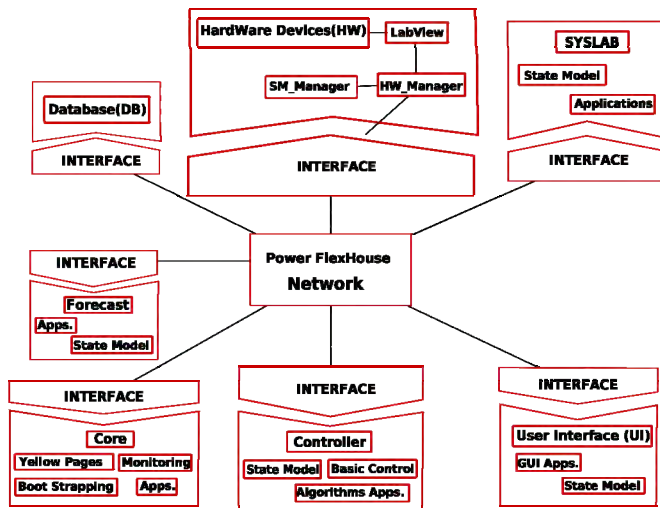 HardWare Devices(HW)
LabView
SM_Manager
HW_Manager
SYSLAB
State Model
Applications
Database(DB)
INTERFACE
INTERFACE
INTERFACE
Power FlexHouse
Network
INTERFACE
Forecast
Apps.
State Model
INTERFACE
Core
Yellow Pages
Monitoring
Boot Strapping
Apps.
INTERFACE
Controller
State Model
Basic Control
Algorithms Apps.
INTERFACE
User Interface (UI)
GUI Apps.
State Model